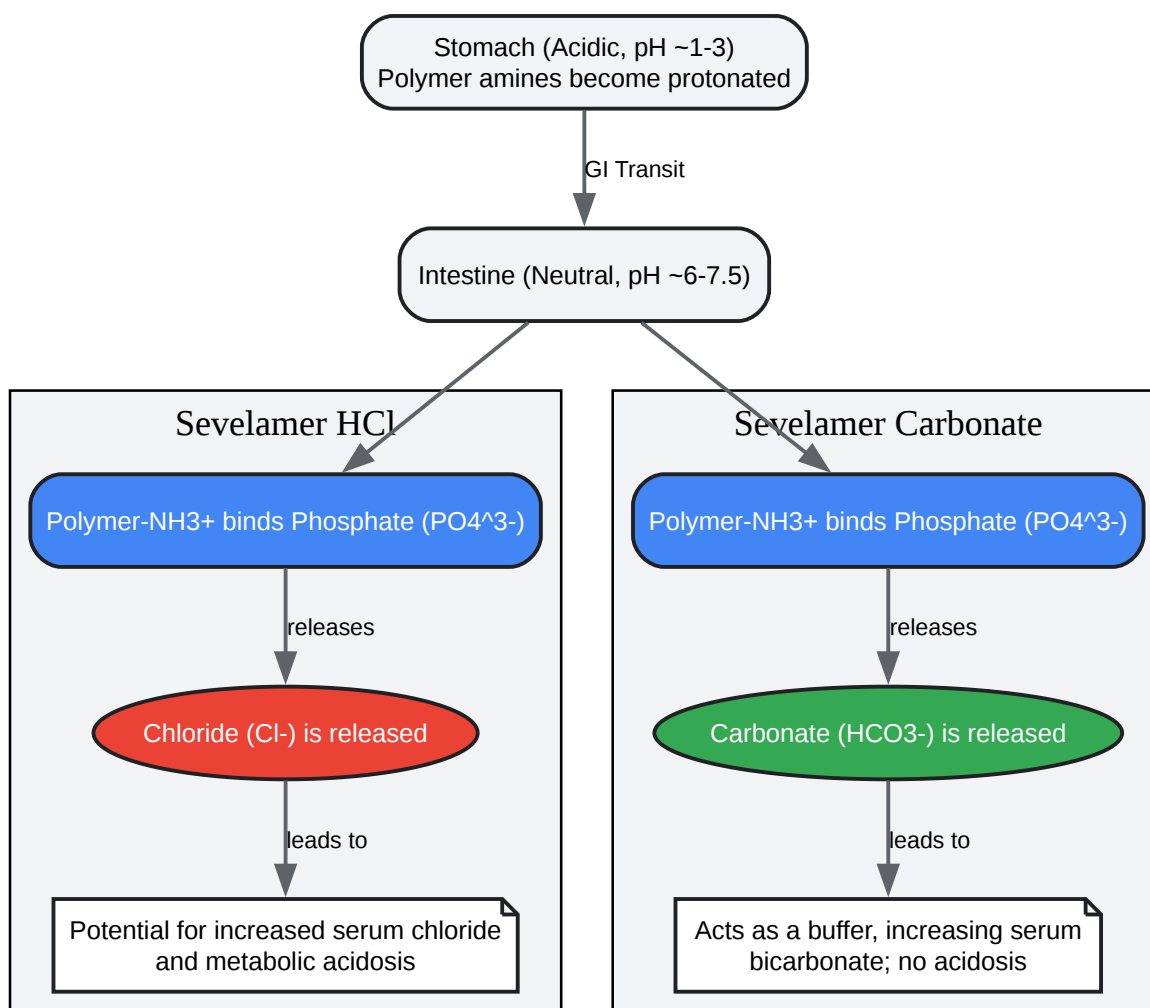 Stomach (Acidic, pH ~1-3)
Polymer amines become protonated
GI Transit
Intestine (Neutral, pH ~6-7.5)
Sevelamer HCl
Polymer-NH3+ binds Phosphate (PO4^3-)
releases
Chloride (Cl-) is released
leads to
Potential for increased serum chloride
and metabolic acidosis
Sevelamer Carbonate
Polymer-NH3+ binds Phosphate (PO4^3-)
releases
Carbonate (HCO3-) is released
leads to
Acts as a buffer, increasing serum
bicarbonate; no acidosis